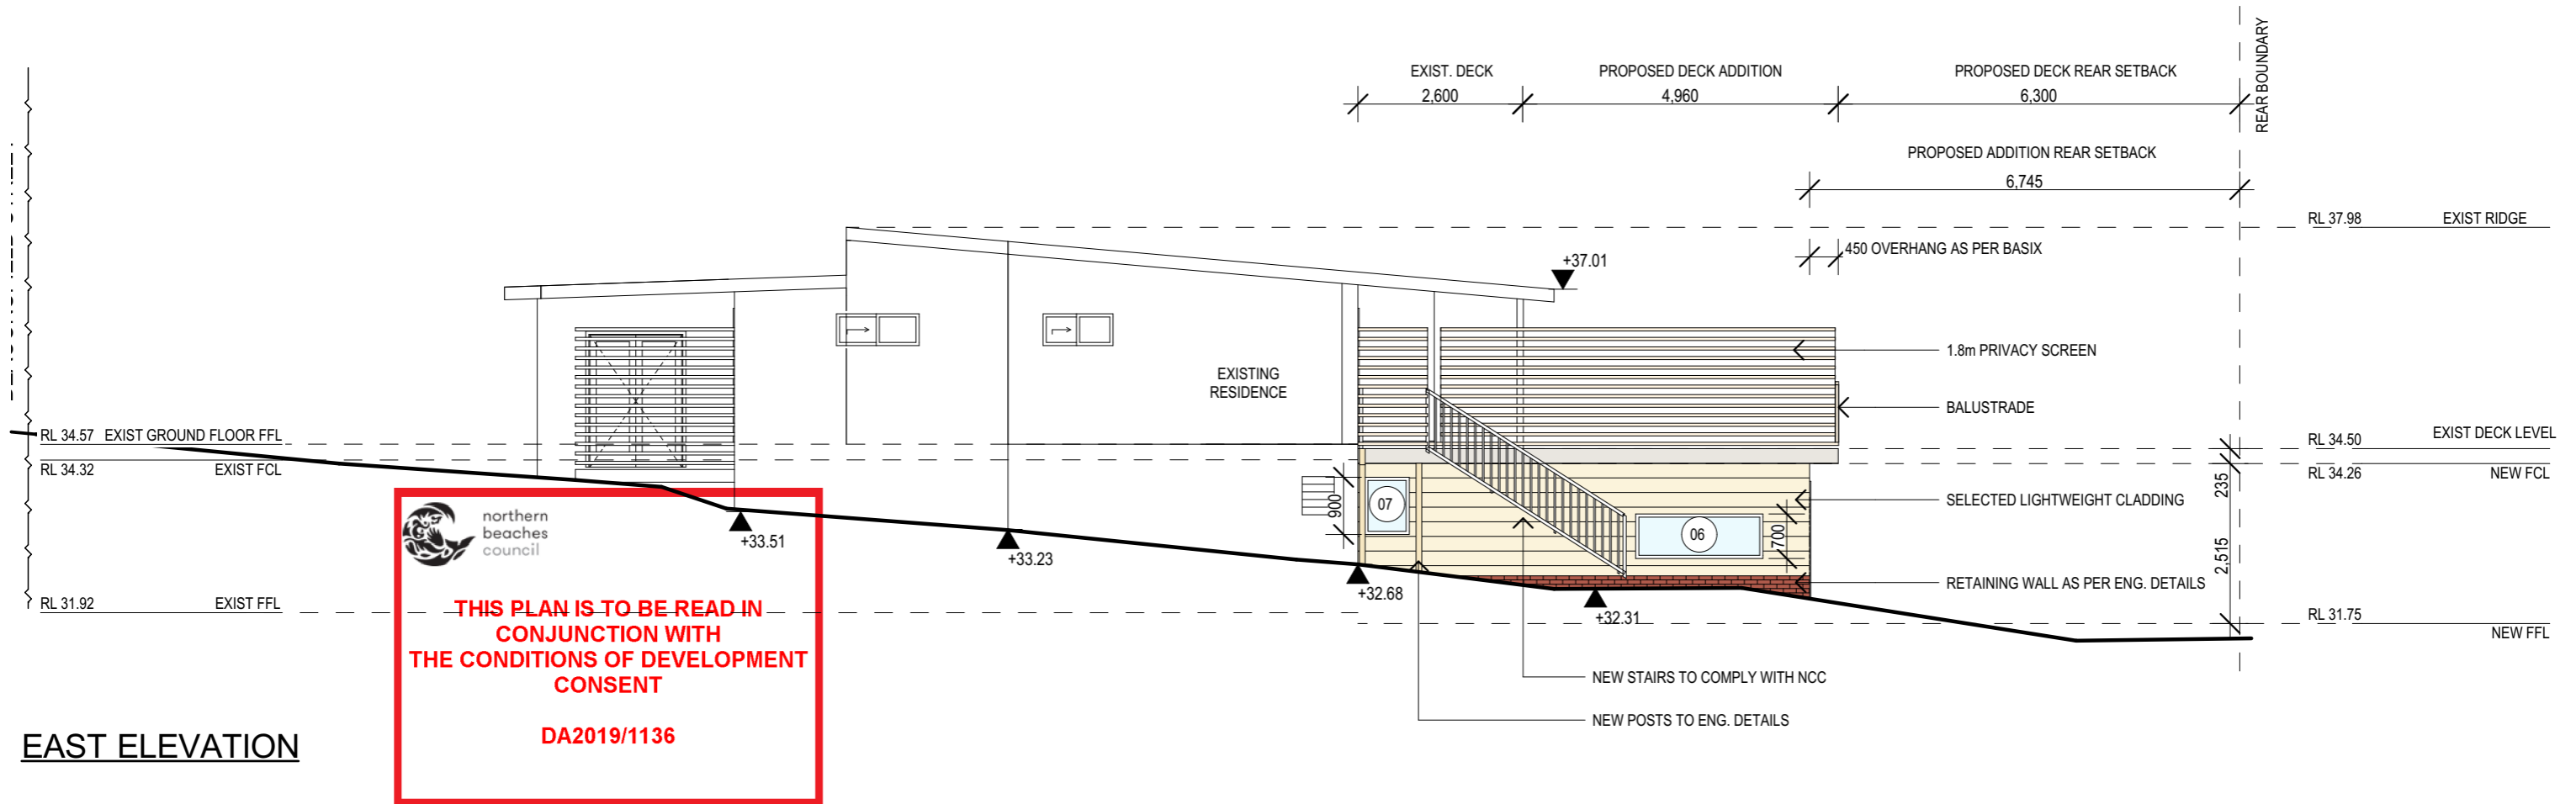 EXIST. DECK
2,600
PROPOSED DECK ADDITION
4,960
PROPOSED DECK REAR SETBACK
6,300
REAR BOUNDARY
PROPOSED ADDITION REAR SETBACK
6,745
RL 37.98 EXIST RIDGE
450 OVERHANG AS PER BASIX
+37.01
1.8m PRIVACY SCREEN
EXISTING
RESIDENCE
BALUSTRADE
RL 34.57 EXIST GROUND FLOOR FFL
RL 34.32 EXIST FCL
RL 34.50 EXIST DECK LEVEL
RL 34.26 NEW FCL
235
2,515
900
07
06
700
SELECTED LIGHTWEIGHT CLADDING
RETAINING WALL AS PER ENG. DETAILS
+33.51
+33.23
+32.68
+32.31
RL 31.92 EXIST FFL
RL 31.75
NEW FFL
NEW STAIRS TO COMPLY WITH NCC
NEW POSTS TO ENG. DETAILS
northern
beaches
council
THIS PLAN IS TO BE READ IN
CONJUNCTION WITH
THE CONDITIONS OF DEVELOPMENT
CONSENT
DA2019/1136
EAST ELEVATION